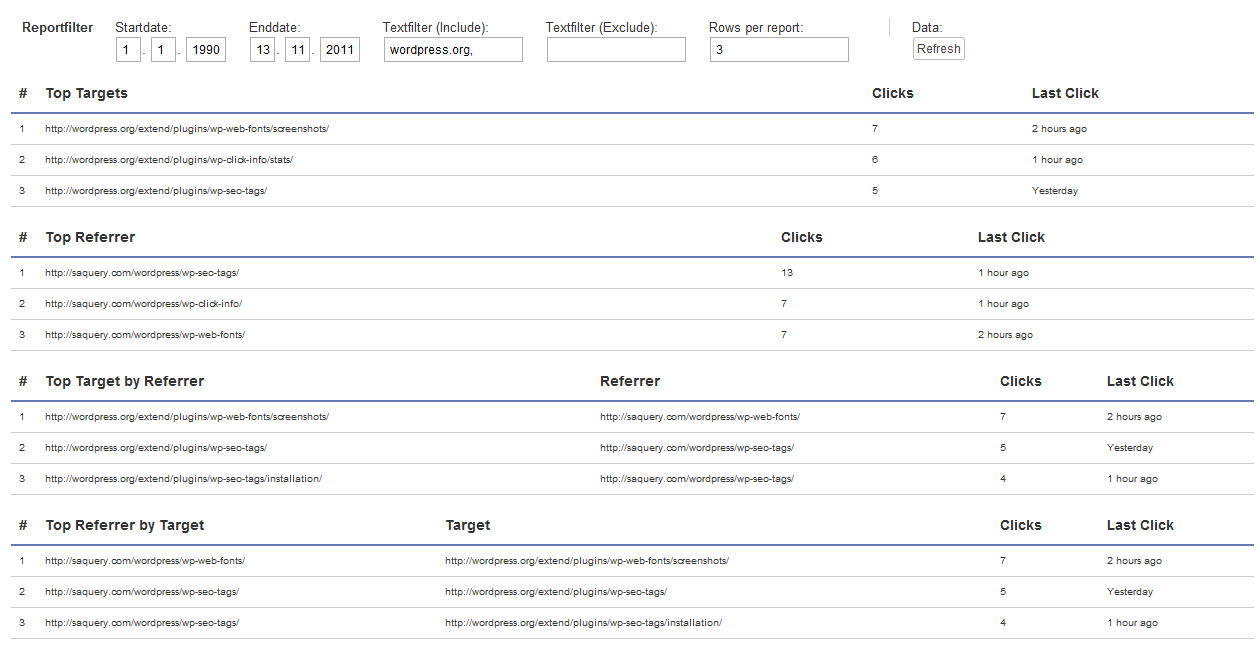 Reportfilter Startdate: Enddate: Textfilter (Include): Textfilter (Exclude): Rows per report: Data:
1 . 1 . 1990 13 . 11 . 2011 wordpress.org, 3 Refresh
# Top Targets Clicks Last Click
1 http://wordpress.org/extend/plugins/wp-web-fonts/screenshots/ 7 2 hours ago
2 http://wordpress.org/extend/plugins/wp-click-info/stats/ 6 1 hour ago
3 http://wordpress.org/extend/plugins/wp-seo-tags/ 5 Yesterday
# Top Referrer Clicks Last Click
1 http://saquery.com/wordpress/wp-seo-tags/ 13 1 hour ago
2 http://saquery.com/wordpress/wp-click-info/ 7 1 hour ago
3 http://saquery.com/wordpress/wp-web-fonts/ 7 2 hours ago
# Top Target by Referrer Referrer Clicks Last Click
1 http://wordpress.org/extend/plugins/wp-web-fonts/screenshots/ http://saquery.com/wordpress/wp-web-fonts/ 7 2 hours ago
2 http://wordpress.org/extend/plugins/wp-seo-tags/ http://saquery.com/wordpress/wp-seo-tags/ 5 Yesterday
3 http://wordpress.org/extend/plugins/wp-seo-tags/installation/ http://saquery.com/wordpress/wp-seo-tags/ 4 1 hour ago
# Top Referrer by Target Target Clicks Last Click
1 http://saquery.com/wordpress/wp-web-fonts/ http://wordpress.org/extend/plugins/wp-web-fonts/screenshots/ 7 2 hours ago
2 http://saquery.com/wordpress/wp-seo-tags/ http://wordpress.org/extend/plugins/wp-seo-tags/ 5 Yesterday
3 http://saquery.com/wordpress/wp-seo-tags/ http://wordpress.org/extend/plugins/wp-seo-tags/installation/ 4 1 hour ago